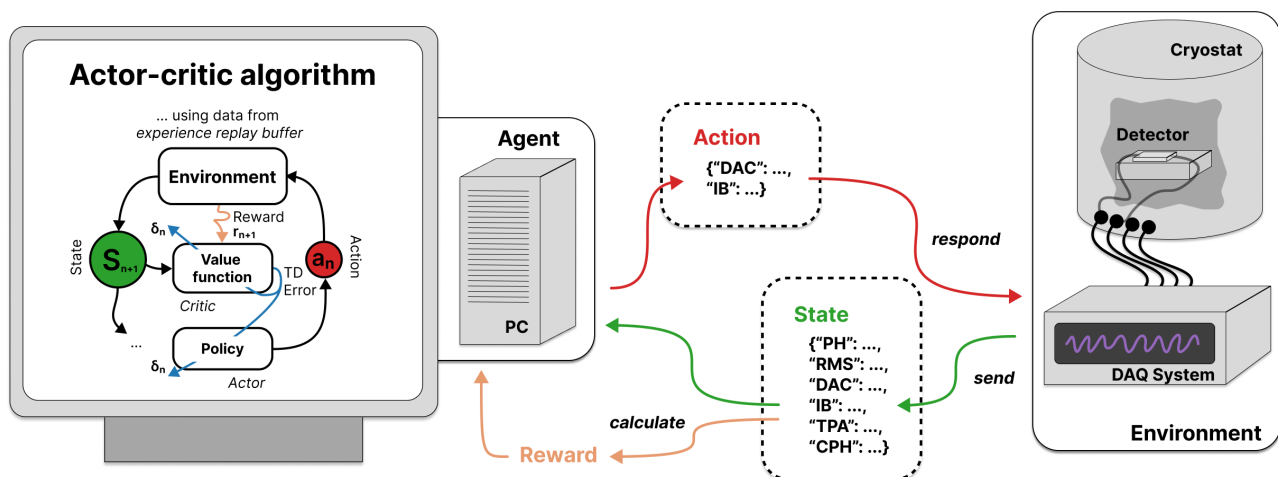 Actor-critic algorithm
... using data from
experience replay buffer
Environment
Reward
r n+1
δn
State
S n+1
Value
function
TD
Error
an
Action
Critic
...
Policy
δn
Actor
Agent
PC
Action
{“DAC”: ...,
“IB”: ...}
respond
State
{“PH”: ...,
“RMS”: ...,
“DAC”: ...,
“IB”: ...,
“TPA”: ...,
“CPH”: ...}
send
calculate
Reward
Cryostat
Detector
DAQ System
Environment